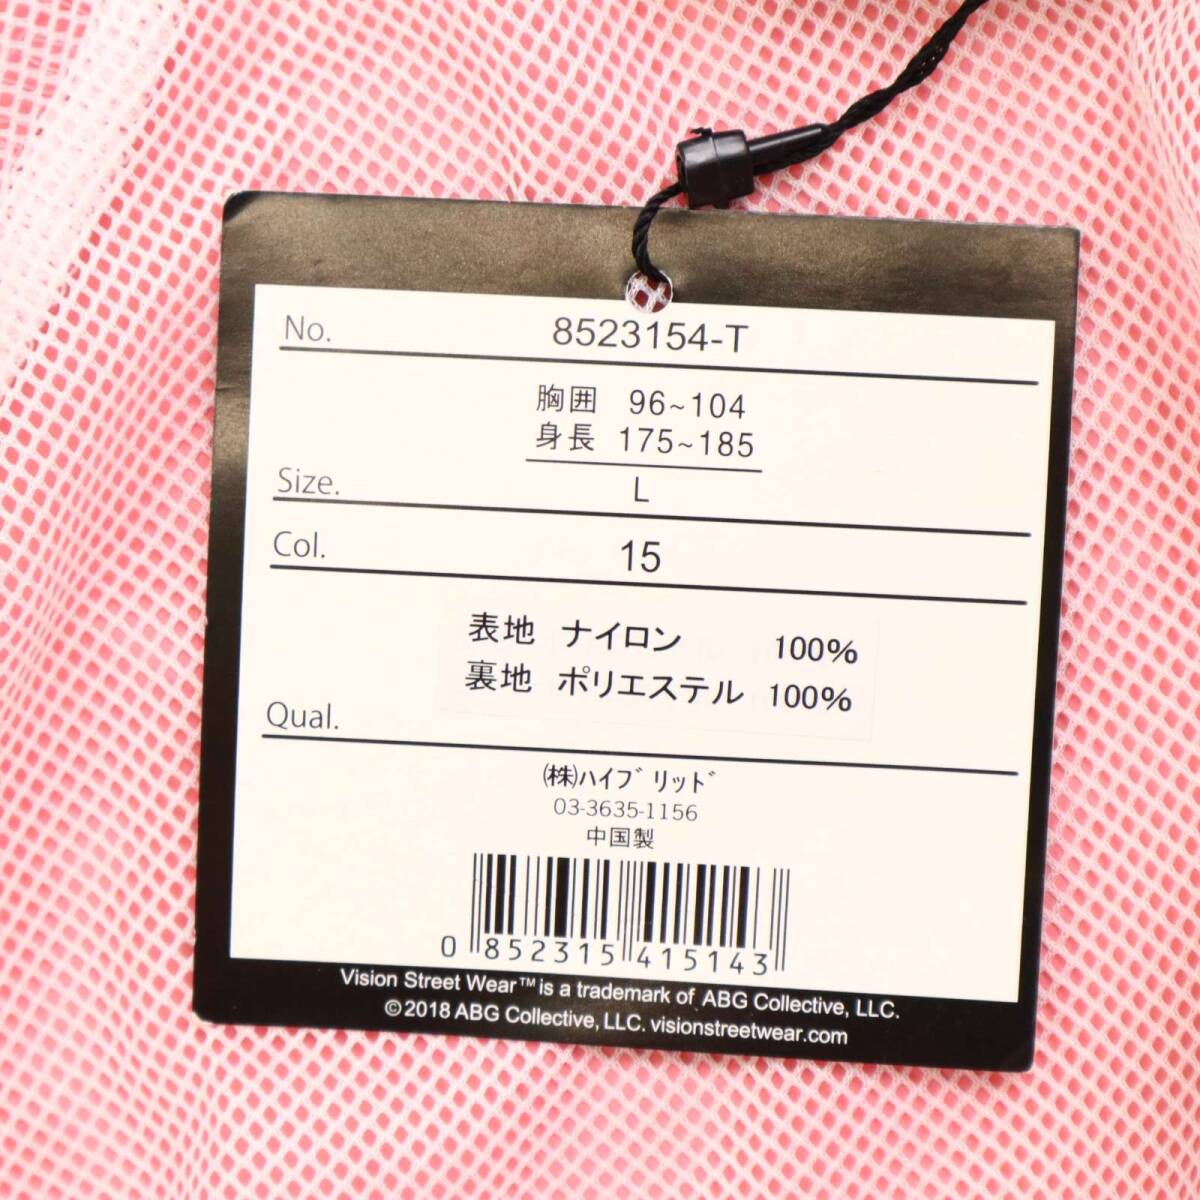 No. 8523154-T
胸囲 96~104
身長 175~185
Size. L
Col. 15
表地 ナイロン 100%
裏地 ポリエステル 100%
Qual.
㈱ハイブリッド
03-3635-1156
中国製
0 852315 415143
Vision Street Wear™ is a trademark of ABG Collective, LLC.
©2018 ABG Collective, LLC. visionstreetwear.com